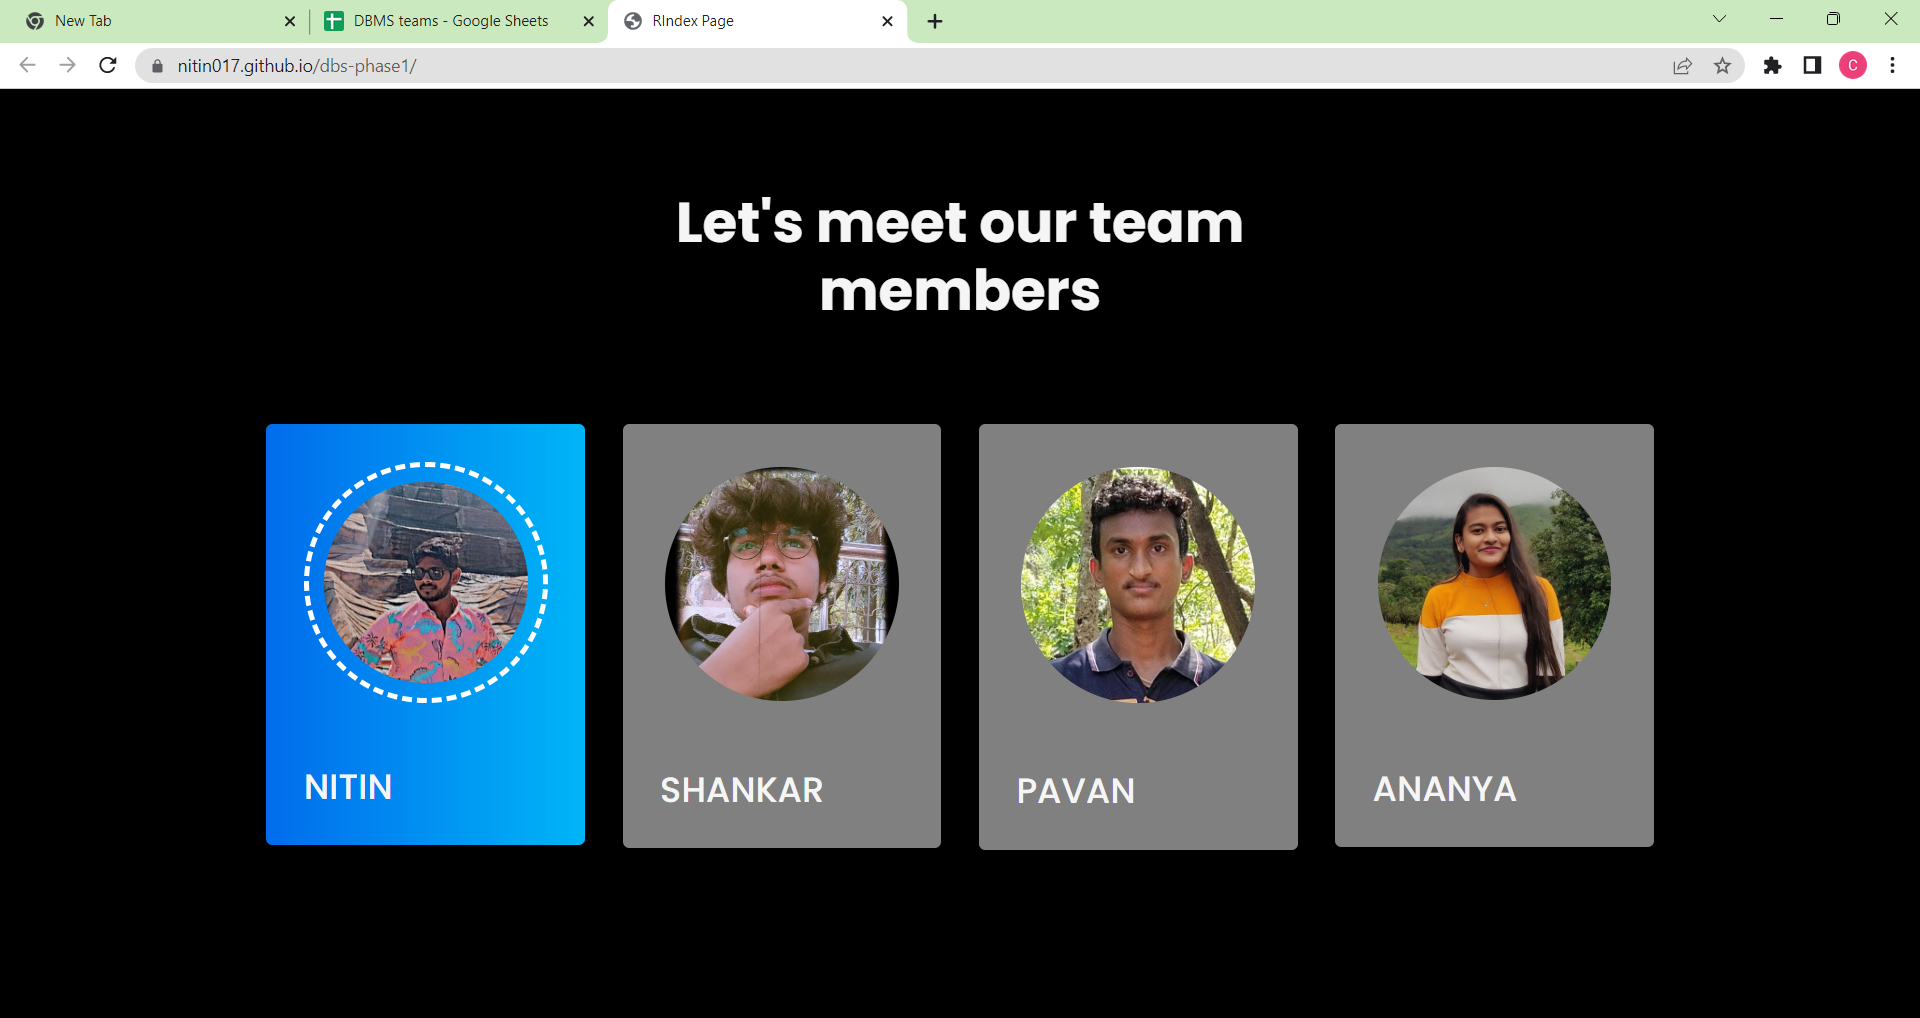 New Tab
DBMS teams - Google Sheets
RIndex Page
nitin017.github.io/dbs-phase1/
C
Let's meet our team
members
NITIN
SHANKAR
PAVAN
ANANYA